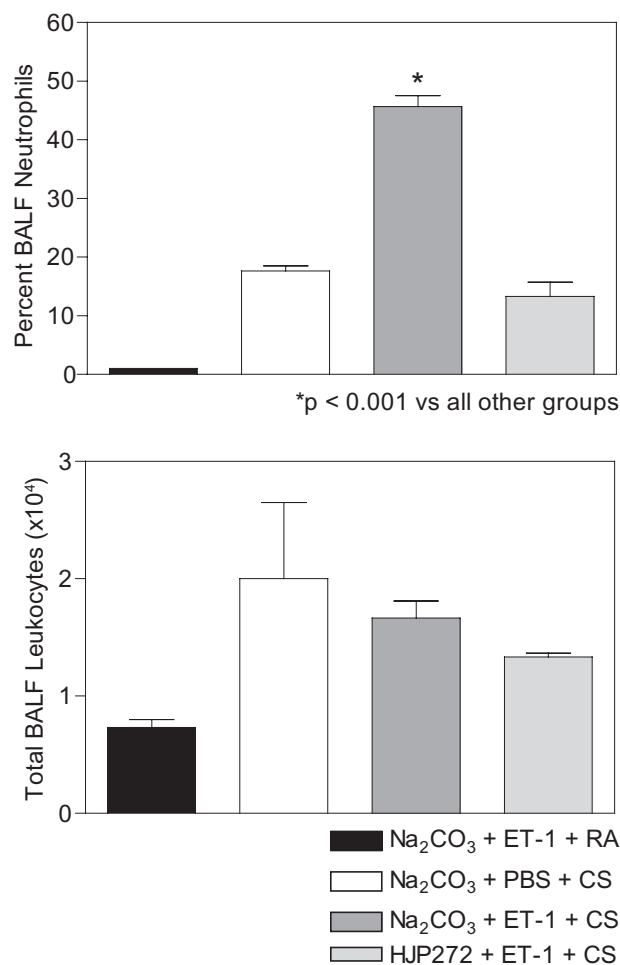 60
50
40
30
20
10
0
Percent BALF Neutrophils
*
*p < 0.001 vs all other groups
3
2
1
0
Total BALF Leukocytes (x10⁴)
Na₂CO₃ + ET-1 + RA
Na₂CO₃ + PBS + CS
Na₂CO₃ + ET-1 + CS
HJP272 + ET-1 + CS